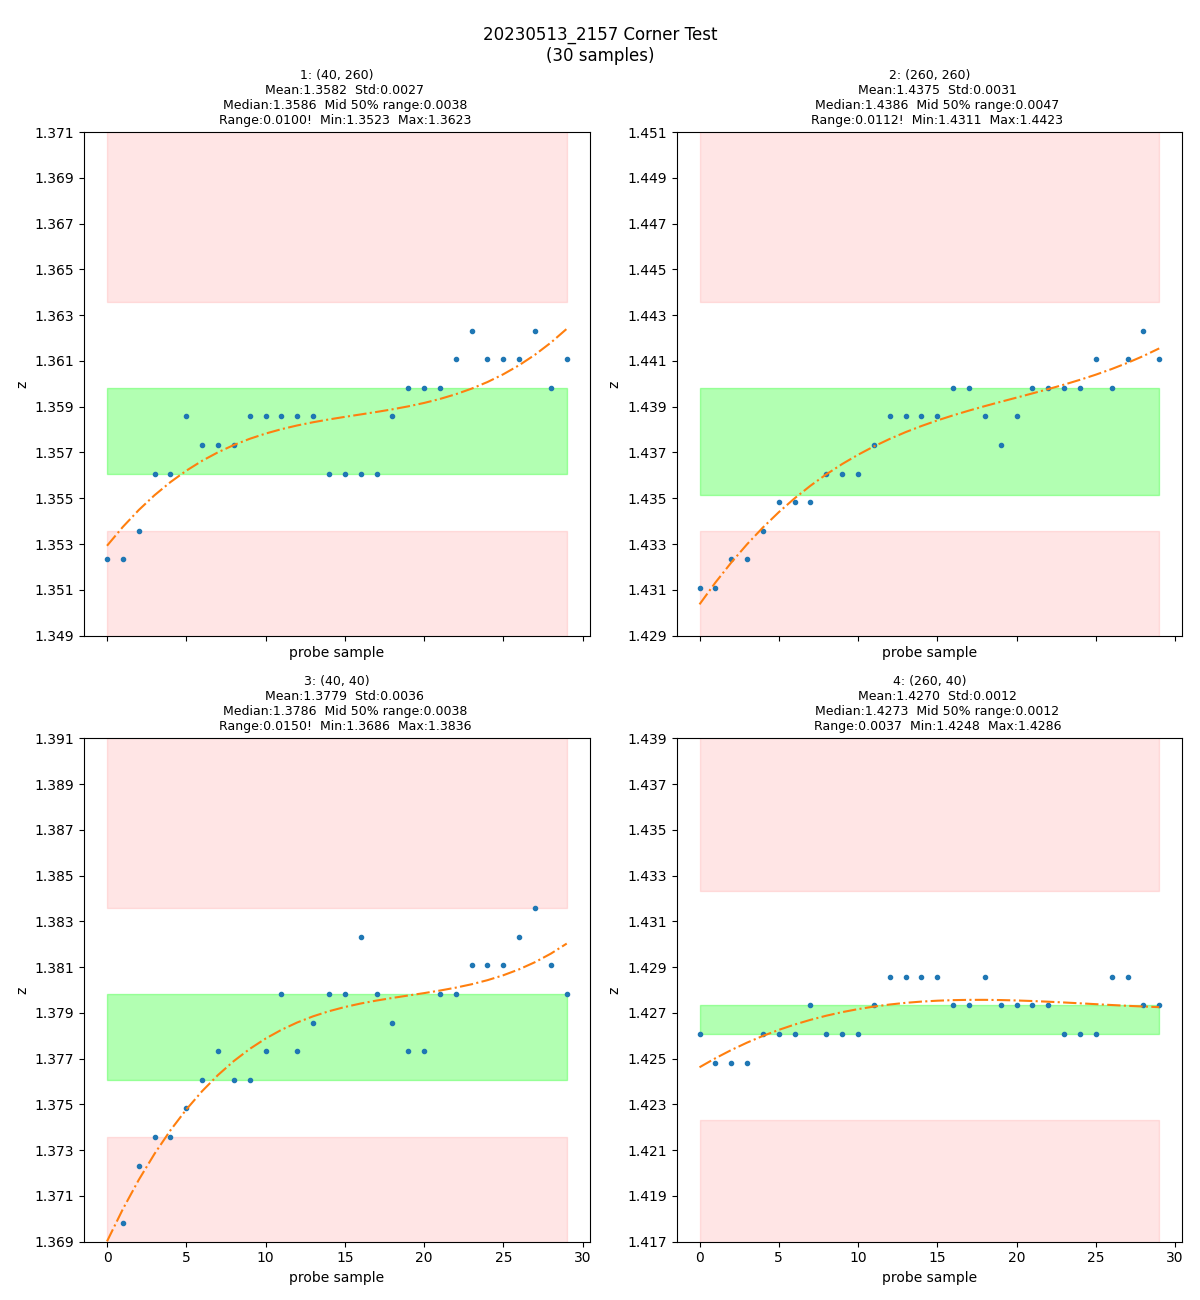 20230513_2157 Corner Test
(30 samples)
1: (40, 260)
Mean:1.3582  Std:0.0027
Median:1.3586  Mid 50% range:0.0038
Range:0.0100!  Min:1.3523  Max:1.3623
1.371
1.369
1.367
1.365
1.363
1.361
1.359
1.357
1.355
1.353
1.351
1.349
z
probe sample
2: (260, 260)
Mean:1.4375  Std:0.0031
Median:1.4386  Mid 50% range:0.0047
Range:0.0112!  Min:1.4311  Max:1.4423
1.451
1.449
1.447
1.445
1.443
1.441
1.439
1.437
1.435
1.433
1.431
1.429
z
probe sample
3: (40, 40)
Mean:1.3779  Std:0.0036
Median:1.3786  Mid 50% range:0.0038
Range:0.0150!  Min:1.3686  Max:1.3836
1.391
1.389
1.387
1.385
1.383
1.381
1.379
1.377
1.375
1.373
1.371
1.369
z
0 5 10 15 20 25 30
probe sample
4: (260, 40)
Mean:1.4270  Std:0.0012
Median:1.4273  Mid 50% range:0.0012
Range:0.0037  Min:1.4248  Max:1.4286
1.439
1.437
1.435
1.433
1.431
1.429
1.427
1.425
1.423
1.421
1.419
1.417
z
0 5 10 15 20 25 30
probe sample